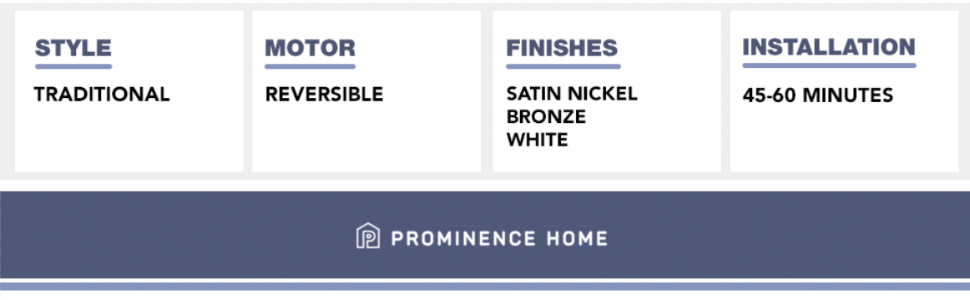 STYLE
TRADITIONAL
MOTOR
REVERSIBLE
FINISHES
SATIN NICKEL
BRONZE
WHITE
INSTALLATION
45-60 MINUTES
PROMINENCE HOME